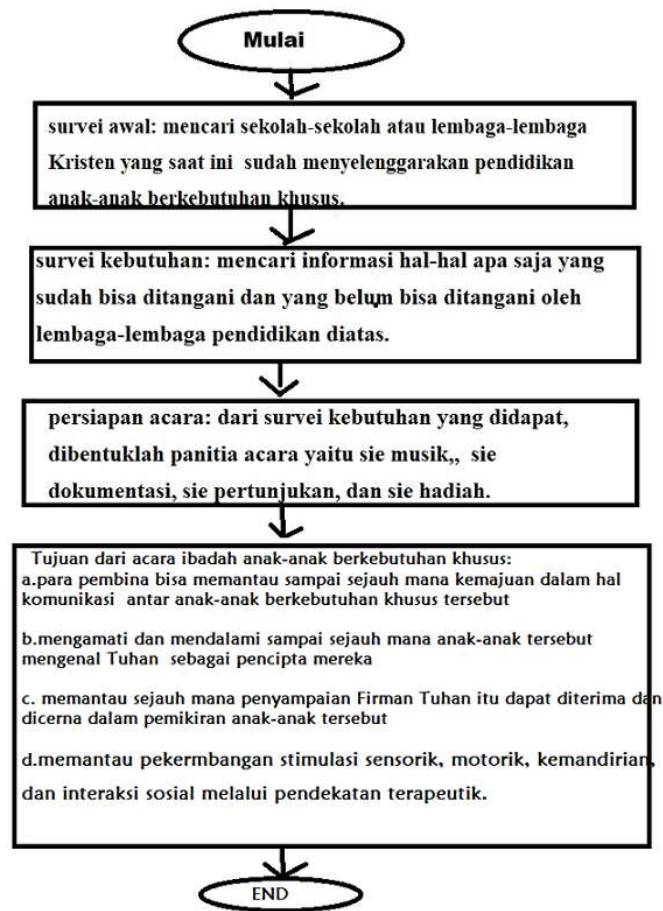 Mulai
survei awal: mencari sekolah-sekolah atau lembaga-lembaga
Kristen yang saat ini sudah menyelenggarakan pendidikan
anak-anak berkebutuhan khusus.
survei kebutuhan: mencari informasi hal-hal apa saja yang
sudah bisa ditangani dan yang belum bisa ditangani oleh
lembaga-lembaga pendidikan diatas.
persiapan acara: dari survei kebutuhan yang didapat,
dibentuklah panitia acara yaitu sie musik,, sie
dokumentasi, sie pertunjukan, dan sie hadiah.
Tujuan dari acara ibadah anak-anak berkebutuhan khusus:
a.para pembina bisa memantau sampai sejauh mana kemajuan dalam hal
komunikasi antar anak-anak berkebutuhan khusus tersebut
b.mengamati dan mendalami sampai sejauh mana anak-anak tersebut
mengenal Tuhan sebagai pencipta mereka
c. memantau sejauh mana penyampaian Firman Tuhan itu dapat diterima dan
dicerna dalam pemikiran anak-anak tersebut
d.memantau pekermbangan stimulasi sensorik, motorik, kemandirian,
dan interaksi sosial melalui pendekatan terapeutik.
END